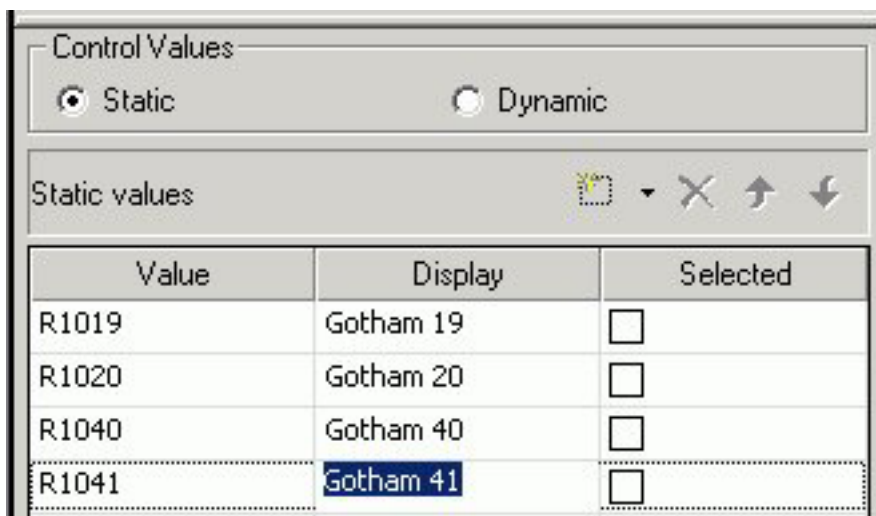 Control Values
Static Dynamic
Static values
Value Display Selected
R1019 Gotham 19
R1020 Gotham 20
R1040 Gotham 40
R1041 Gotham 41